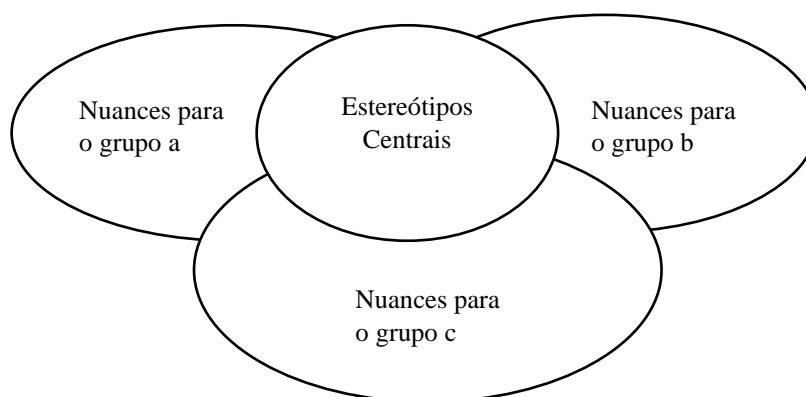 Estereótipos
Centrais
Nuances para
o grupo a
Nuances para
o grupo b
Nuances para
o grupo c